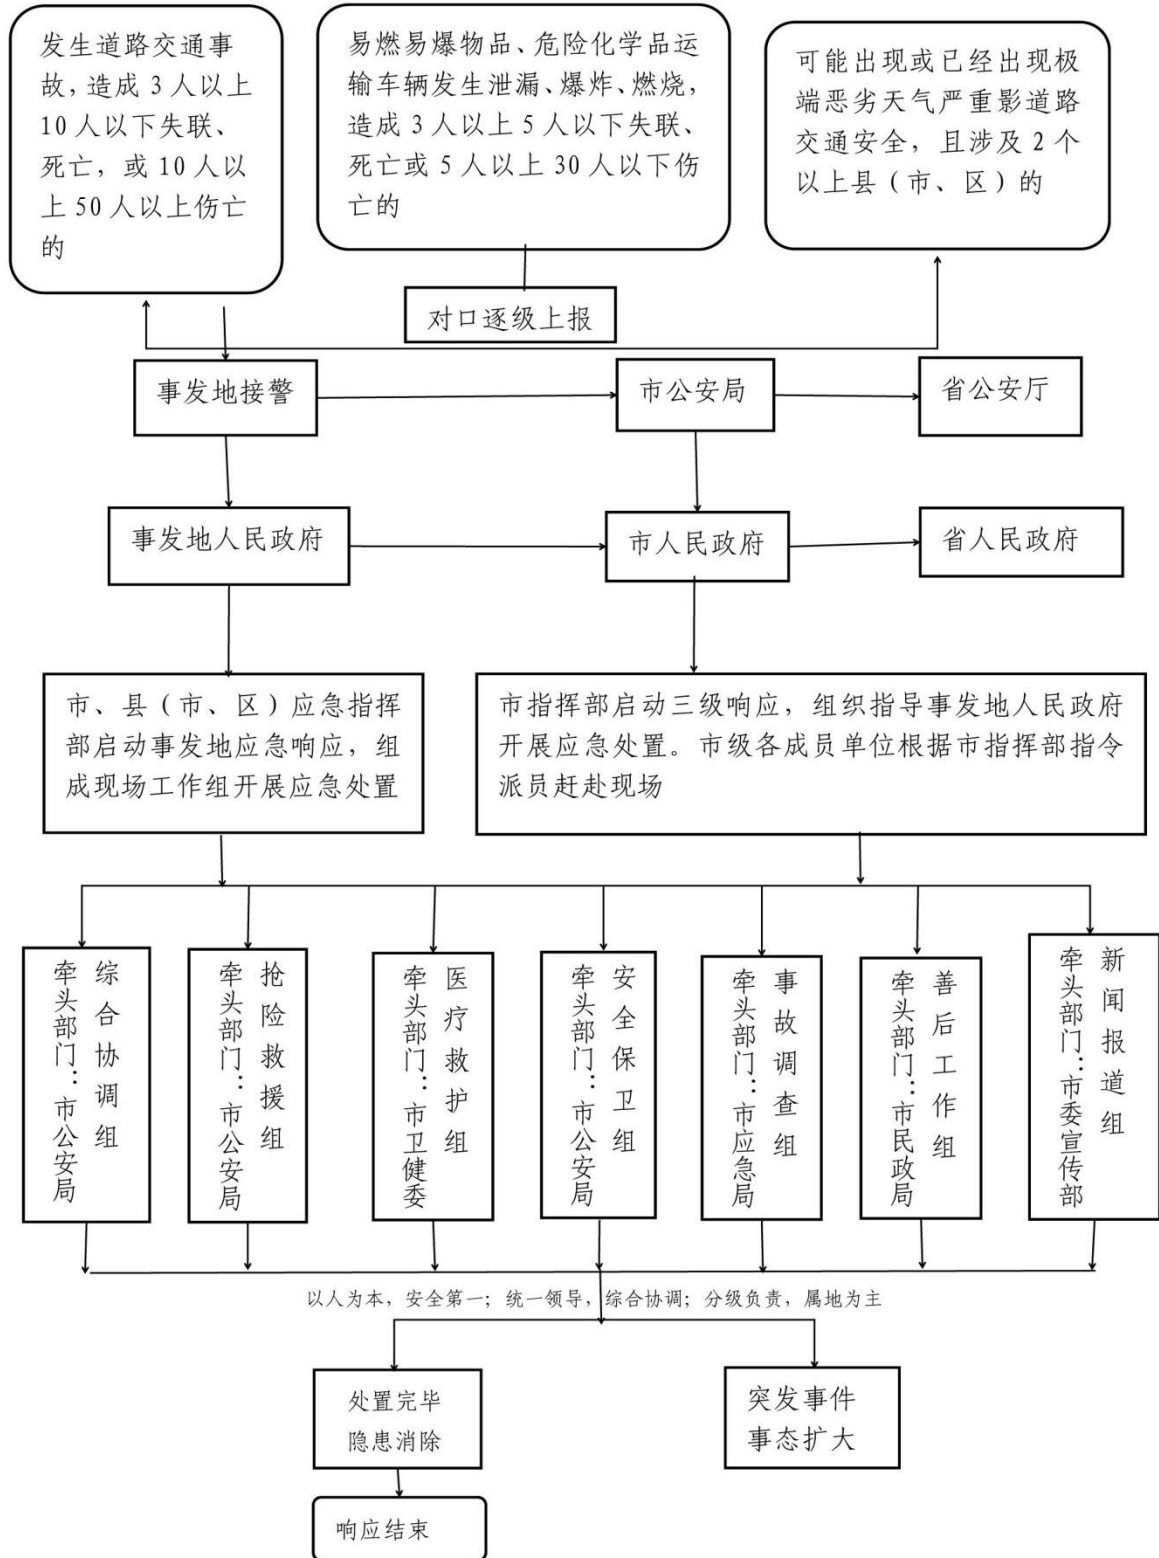 发生道路交通事
故，造成 3 人以上
10 人以下失联、
死亡，或 10 人以
上 50 人以上伤亡
的
易燃易爆物品、危险化学品运
输车辆发生泄漏、爆炸、燃烧，
造成 3 人以上 5 人以下失联、
死亡或 5 人以上 30 人以下伤
亡的
可能出现或已经出现极
端恶劣天气严重影道路
交通安全，且涉及 2 个
以上县（市、区）的
对口逐级上报
事发地接警
市公安局
省公安厅
事发地人民政府
市人民政府
省人民政府
市、县（市、区）应急指挥
部启动事发地应急响应，组
成现场工作组开展应急处置
市指挥部启动三级响应，组织指导事发地人民政府
开展应急处置。市级各成员单位根据市指挥部指令
派员赶赴现场
综合协调组
牵头部门：市公安局
抢险救援组
牵头部门：市公安局
医疗救护组
牵头部门：市卫健委
安全保卫组
牵头部门：市公安局
事故调查组
牵头部门：市应急局
善后工作组
牵头部门：市民政局
新闻报道组
牵头部门：市委宣传部
以人为本，安全第一；统一领导，综合协调；分级负责，属地为主
处置完毕
隐患消除
突发事件
事态扩大
响应结束